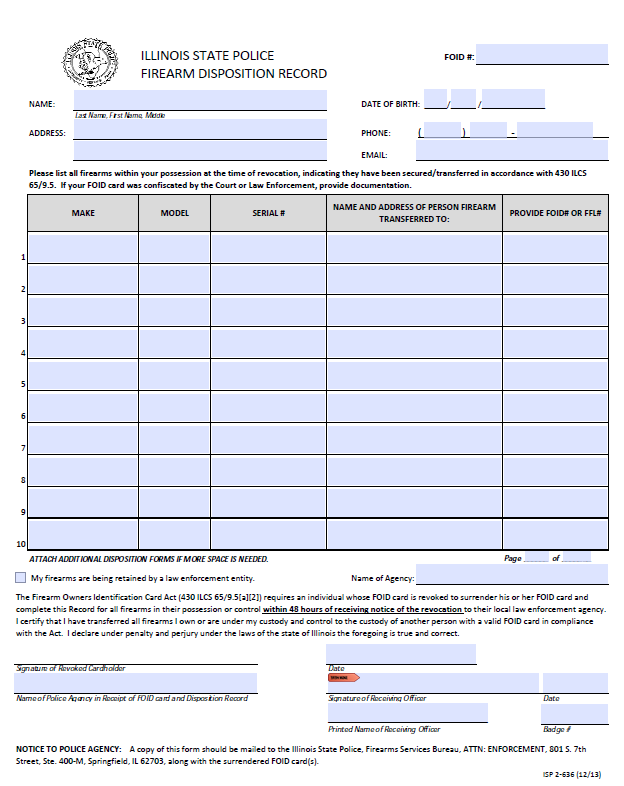 ILLINOIS STATE POLICE
FIREARM DISPOSITION RECORD
FOID #:
NAME:
Last Name, First Name, Middle
DATE OF BIRTH: / /
ADDRESS:
PHONE: ( ) -
EMAIL:
Please list all firearms within your possession at the time of revocation, indicating they have been secured/transferred in accordance with 430 ILCS
65/9.5. If your FOID card was confiscated by the Court or Law Enforcement, provide documentation.
MAKE MODEL SERIAL # NAME AND ADDRESS OF PERSON FIREARM TRANSFERRED TO: PROVIDE FOID# OR FFL#
1
2
3
4
5
6
7
8
9
10
ATTACH ADDITIONAL DISPOSITION FORMS IF MORE SPACE IS NEEDED. Page of
My firearms are being retained by a law enforcement entity. Name of Agency:
The Firearm Owners Identification Card Act (430 ILCS 65/9.5[a][2]) requires an individual whose FOID card is revoked to surrender his or her FOID card and
complete this Record for all firearms in their possession or control within 48 hours of receiving notice of the revocation to their local law enforcement agency.
I certify that I have transferred all firearms I own or are under my custody and control to the custody of another person with a valid FOID card in compliance
with the Act. I declare under penalty and perjury under the laws of the state of Illinois the foregoing is true and correct.
Signature of Revoked Cardholder Date
Name of Police Agency in Receipt of FOID card and Disposition Record Signature of Receiving Officer Date
Printed Name of Receiving Officer Badge #
NOTICE TO POLICE AGENCY: A copy of this form should be mailed to the Illinois State Police, Firearms Services Bureau, ATTN: ENFORCEMENT, 801 S. 7th
Street, Ste. 400-M, Springfield, IL 62703, along with the surrendered FOID card(s).
ISP 2-636 (12/13)